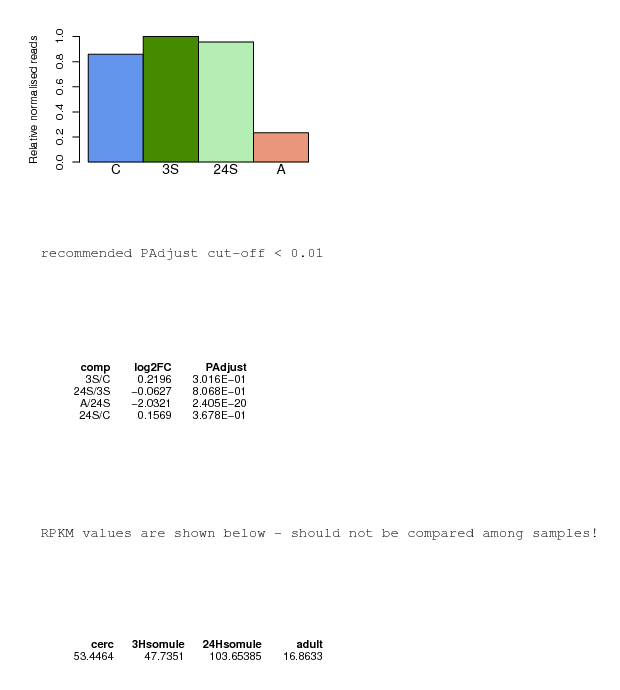 Relative normalised reads
1.0
0.8
0.6
0.4
0.2
0.0
C 3S 24S A
recommended PAdjust cut-off < 0.01
comp log2FC PAdjust
3S/C 0.2196 3.016E−01
24S/3S −0.0627 8.068E−01
A/24S −2.0321 2.405E−20
24S/C 0.1569 3.678E−01
RPKM values are shown below - should not be compared among samples!
cerc 3Hsomule 24Hsomule adult
53.4464 47.7351 103.65385 16.8633